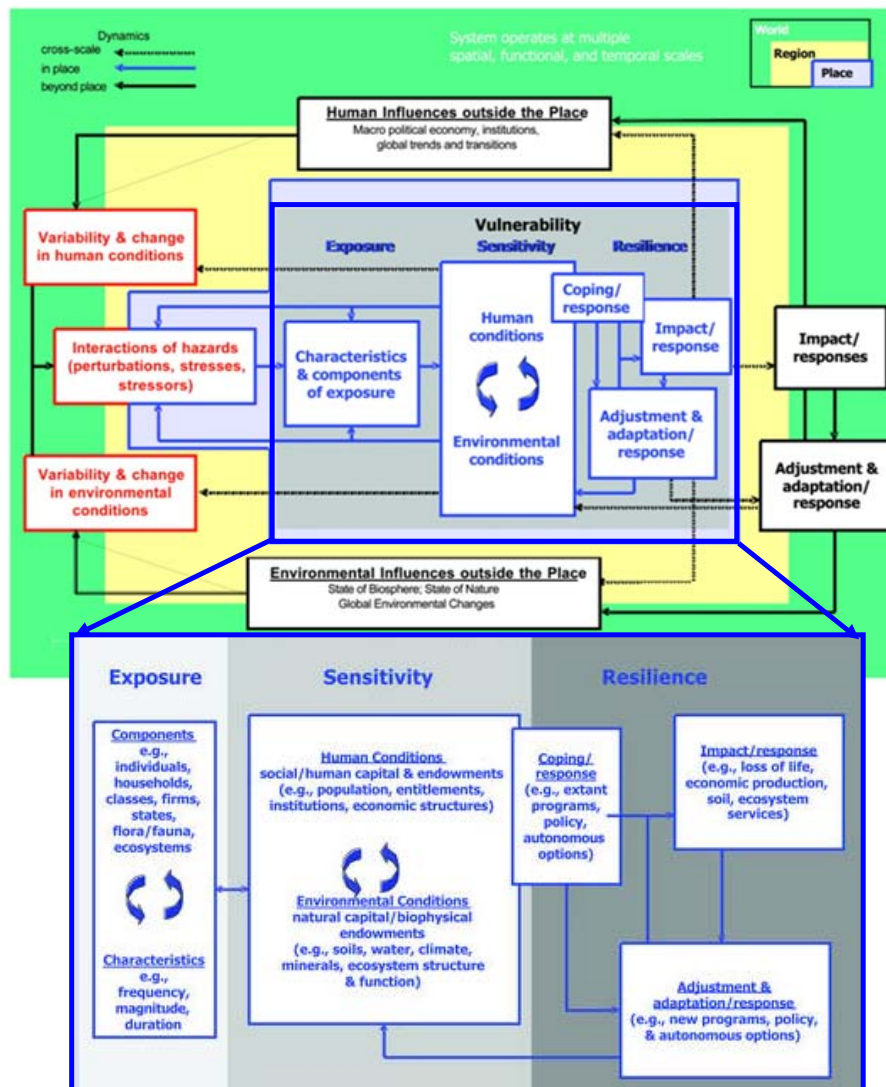 Dynamics
cross-scale
in place
beyond place
System operates at multiple
spatial, functional, and temporal scales
World
Region
Place
Human Influences outside the Place
Macro political economy, institutions,
global trends and transitions
Variability & change
in human conditions
Vulnerability
Exposure
Sensitivity
Resilience
Interactions of hazards
(perturbations, stresses,
stressors)
Characteristics
& components
of exposure
Human
conditions
Environmental
conditions
Coping/
response
Impact/
response
Adjustment &
adaptation/
response
Impact/
responses
Adjustment &
adaptation/
response
Variability & change
in environmental
conditions
Environmental Influences outside the Place
State of Biosphere; State of Nature
Global Environmental Changes
Exposure
Sensitivity
Resilience
Components
e.g.,
individuals,
households,
classes, firms,
states,
flora/fauna,
ecosystems
Characteristics
e.g.,
frequency,
magnitude,
duration
Human Conditions
social/human capital & endowments
(e.g., population, entitlements,
institutions, economic structures)
Environmental Conditions
natural capital/biophysical
endowments
(e.g., soils, water, climate,
minerals, ecosystem structure
& function)
Coping/
response
(e.g., extant
programs,
policy,
autonomous
options)
Impact/response
(e.g., loss of life,
economic production,
soil, ecosystem
services)
Adjustment &
adaptation/response
(e.g., new programs, policy,
& autonomous options)